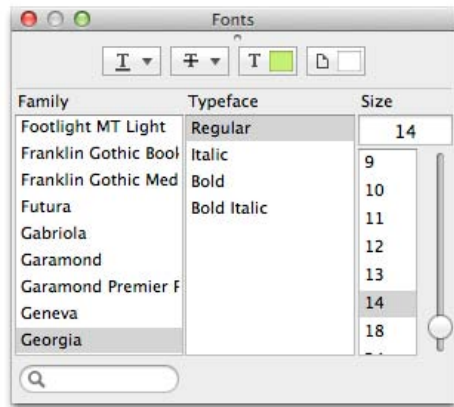 Fonts
T T T
Family Typeface Size
Footlight MT Light
Franklin Gothic Book
Franklin Gothic Med
Futura
Gabriola
Garamond
Garamond Premier P
Geneva
Georgia
Regular
Italic
Bold
Bold Italic
14
9
10
11
12
13
14
18